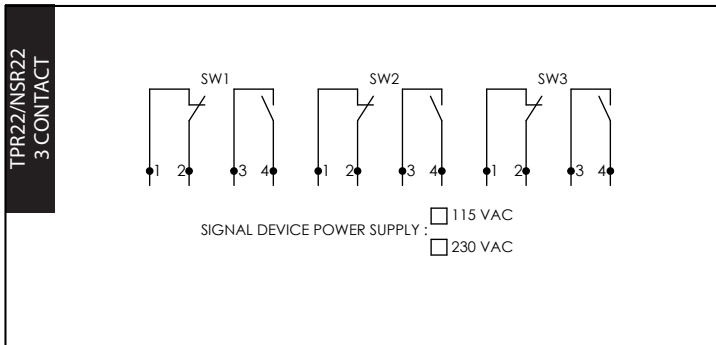 TPR22/NSR22
3 CONTACT
SW1 SW2 SW3
1 2 3 4 1 2 3 4 1 2 3 4
SIGNAL DEVICE POWER SUPPLY :
115 VAC
230 VAC